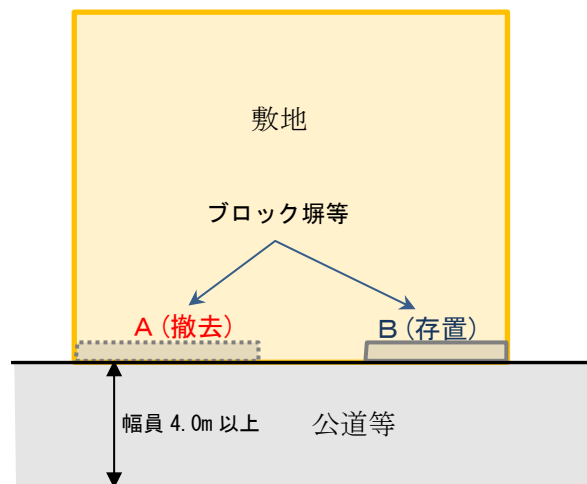 敷地
ブロック塀等
A(撤去)
B(存置)
幅員 4.0m 以上
公道等